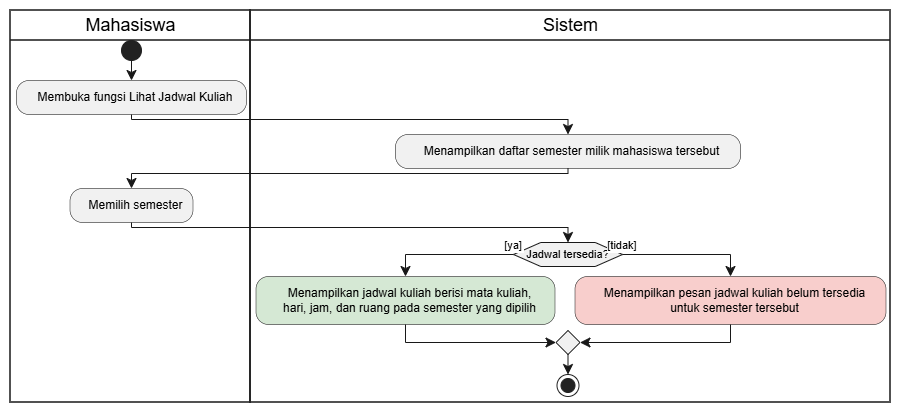 Mahasiswa
Sistem
Membuka fungsi Lihat Jadwal Kuliah
Menampilkan daftar semester milik mahasiswa tersebut
Memilih semester
[ya]
Jadwal tersedia?
[tidak]
Menampilkan jadwal kuliah berisi mata kuliah,
hari, jam, dan ruang pada semester yang dipilih
Menampilkan pesan jadwal kuliah belum tersedia
untuk semester tersebut